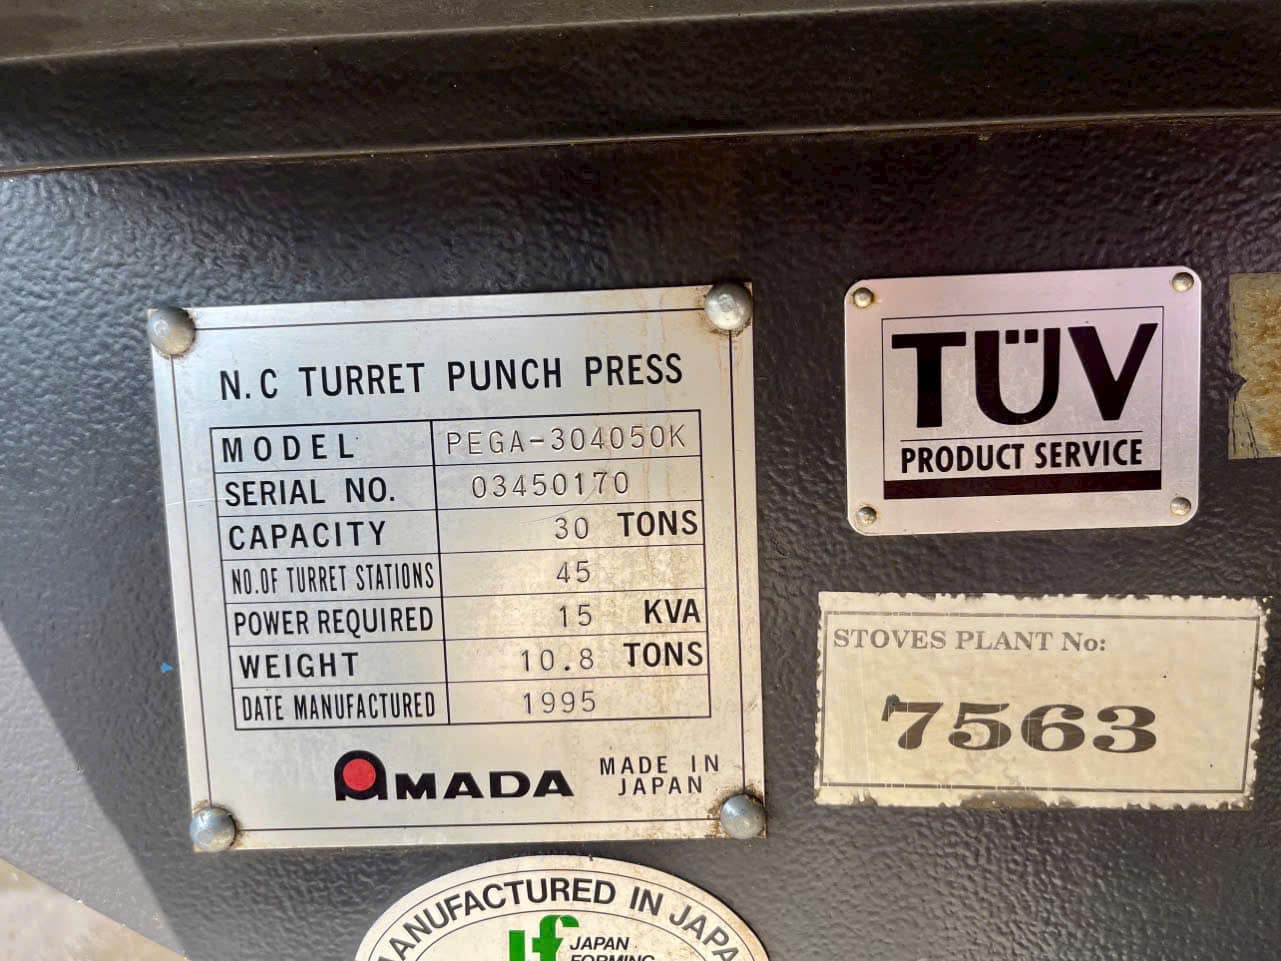 N.C TURRET PUNCH PRESS
MODEL PEGA-304050K
SERIAL NO. 03450170
CAPACITY 30 TONS
NO.OF TURRET STATIONS 45
POWER REQUIRED 15 KVA
WEIGHT 10.8 TONS
DATE MANUFACTURED 1995
AMADA MADE IN
JAPAN
TÜV
PRODUCT SERVICE
STOVES PLANT No:
7563
MANUFACTURED IN JAPAN
JAPAN
FORMING